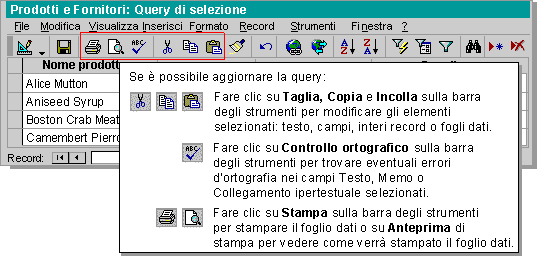 Prodotti e Fornitori: Query di selezione
File Modifica Visualizza Inserisci Formato Record Strumenti Finestra ?
Nome prodott
Alice Mutton
Aniseed Syrup
Boston Crab Meat
Camembert Pierro
Record:
Se è possibile aggiornare la query:
Fare clic su Taglia, Copia e Incolla sulla barra
degli strumenti per modificare gli elementi
selezionati: testo, campi, interi record o fogli dati.
Fare clic su Controllo ortografico sulla barra
degli strumenti per trovare eventuali errori
d'ortografia nei campi Testo, Memo o
Collegamento ipertestuale selezionati.
Fare clic su Stampa sulla barra degli strumenti
per stampare il foglio dati o su Anteprima di
stampa per vedere come verrà stampato il foglio dati.